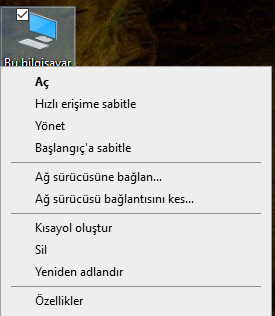 Bu bilgisayar
Aç
Hızlı erişime sabitle
Yönet
Başlangıç'a sabitle
Ağ sürücüsüne bağlan...
Ağ sürücüsü bağlantısını kes...
Kısayol oluştur
Sil
Yeniden adlandır
Özellikler